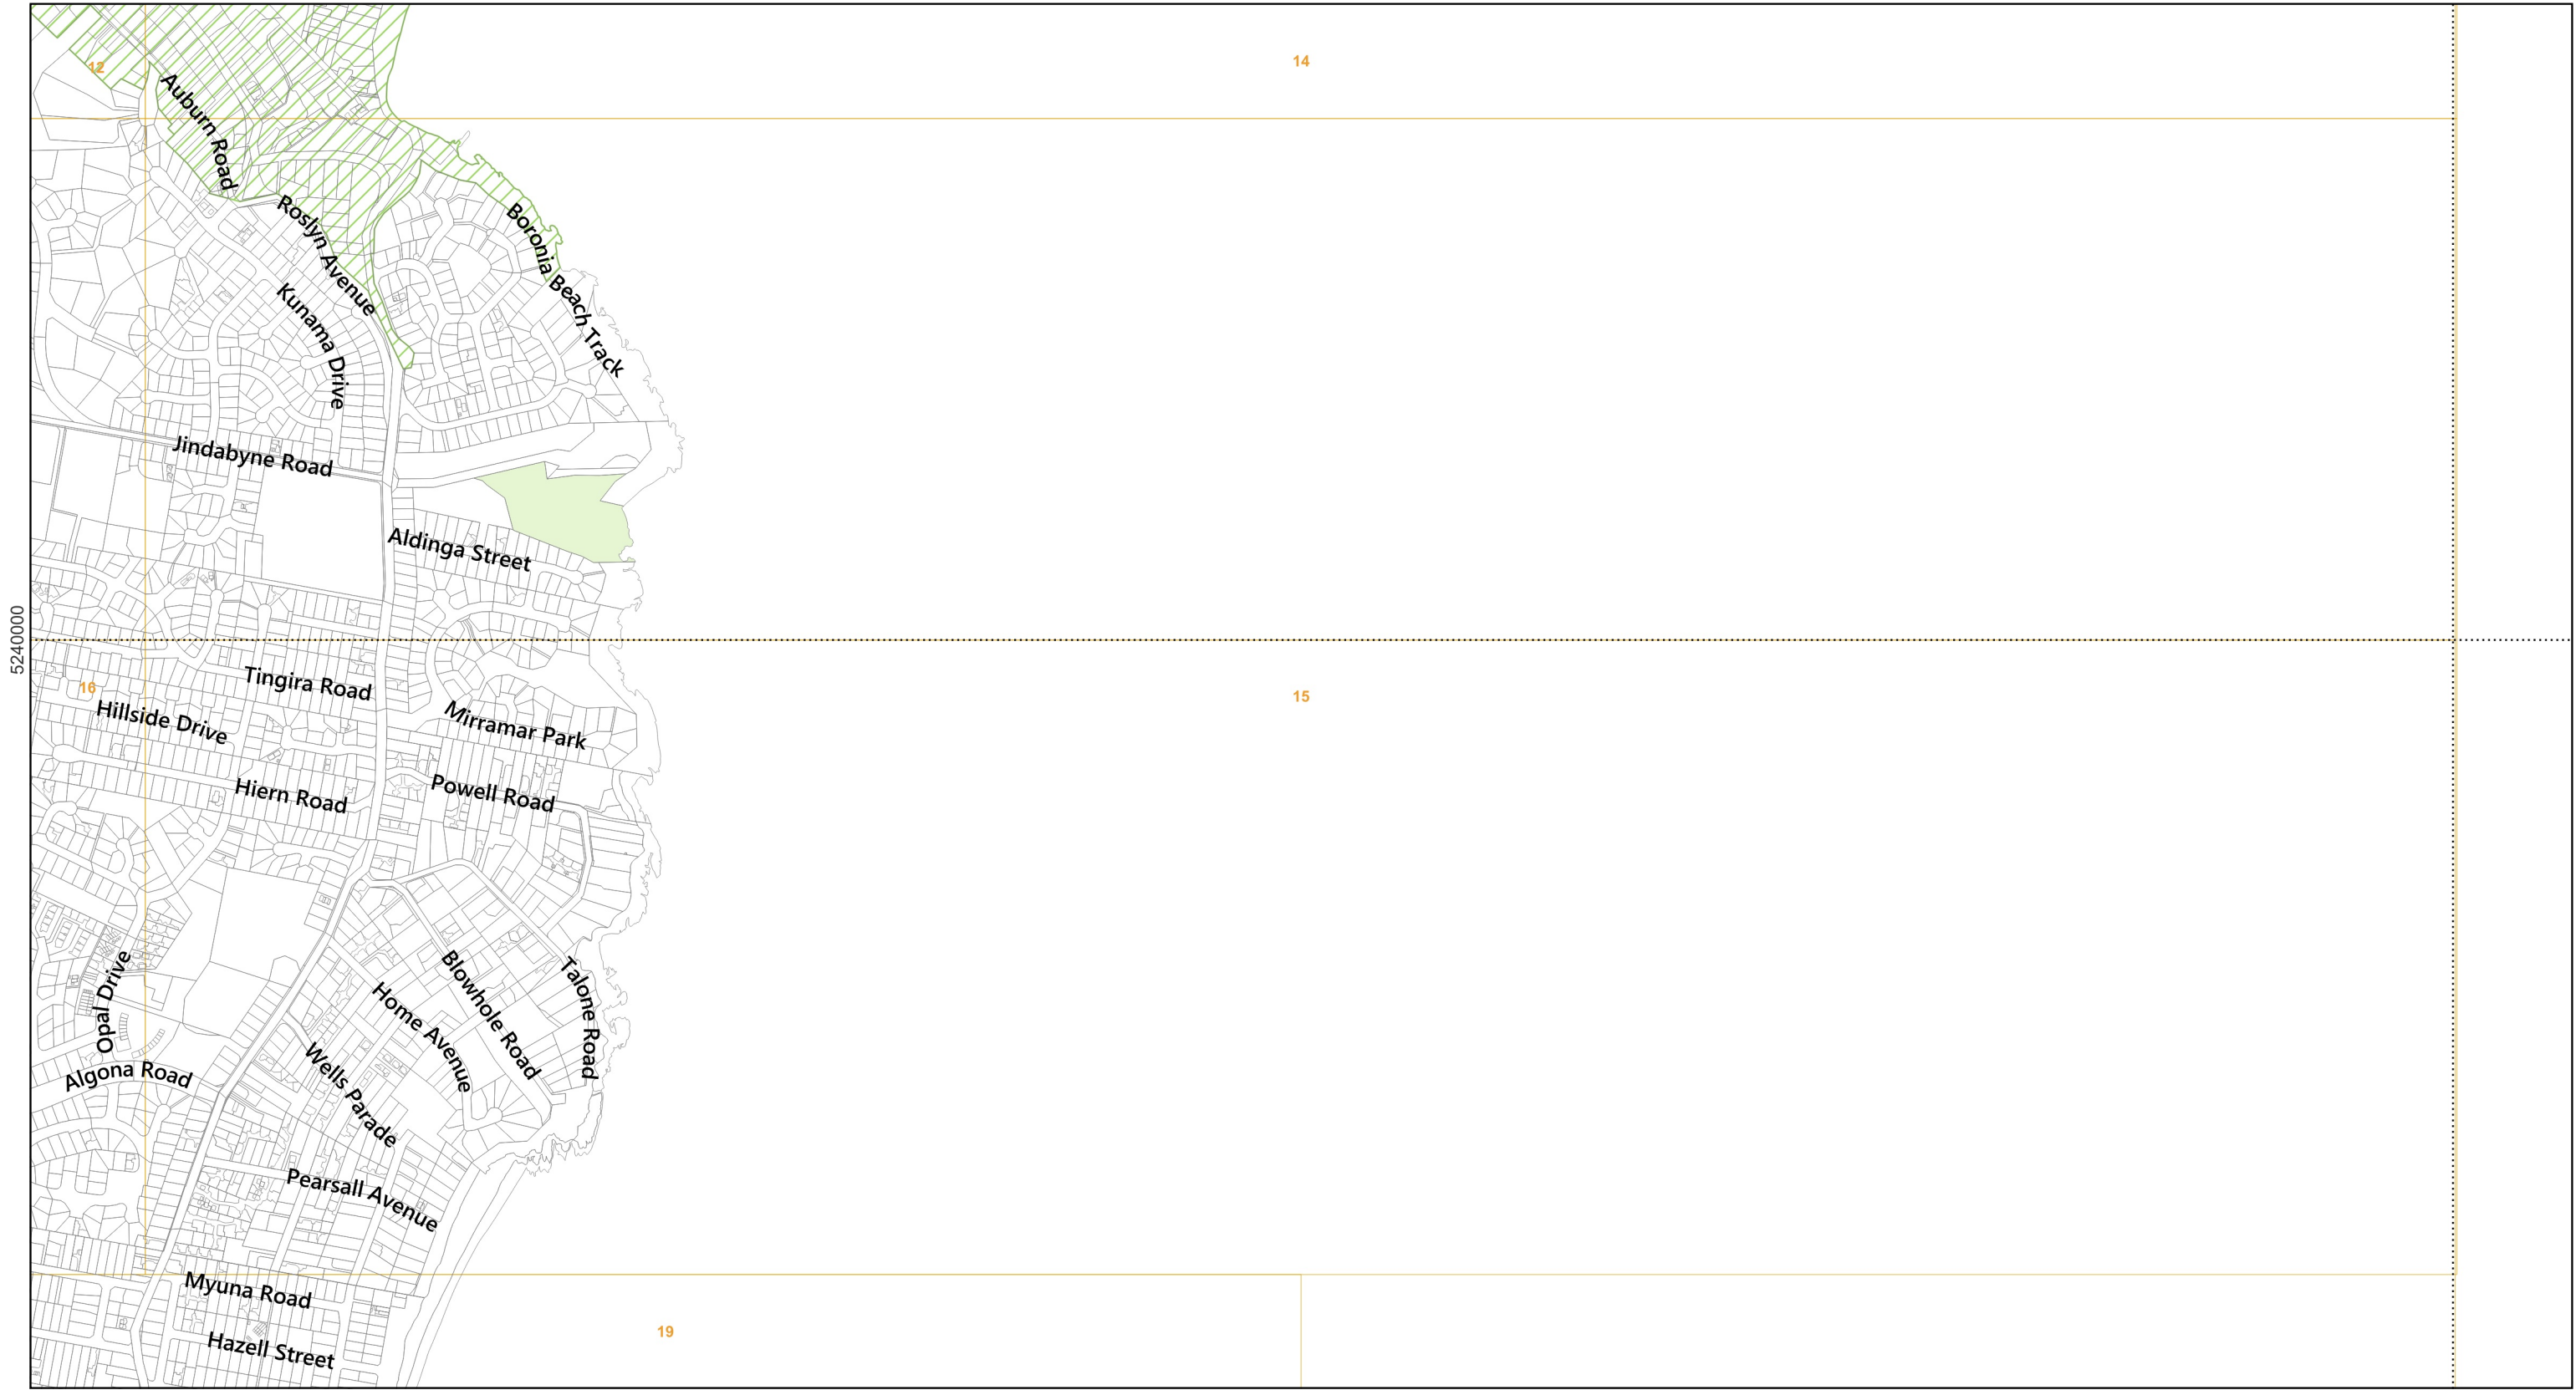 14
12
Auburn Road
Roslyn Avenue
Boronia Beach Track
Kunama Drive
Jindabyne Road
Aldinga Street
5240000
Tingira Road
16
15
Hillside Drive
Mirramar Park
Hiern Road
Powell Road
Opal Drive
Blowhole Road
Talone Road
Home Avenue
Algona Road
Wells Parade
Pearsall Avenue
Myuna Road
19
Hazell Street